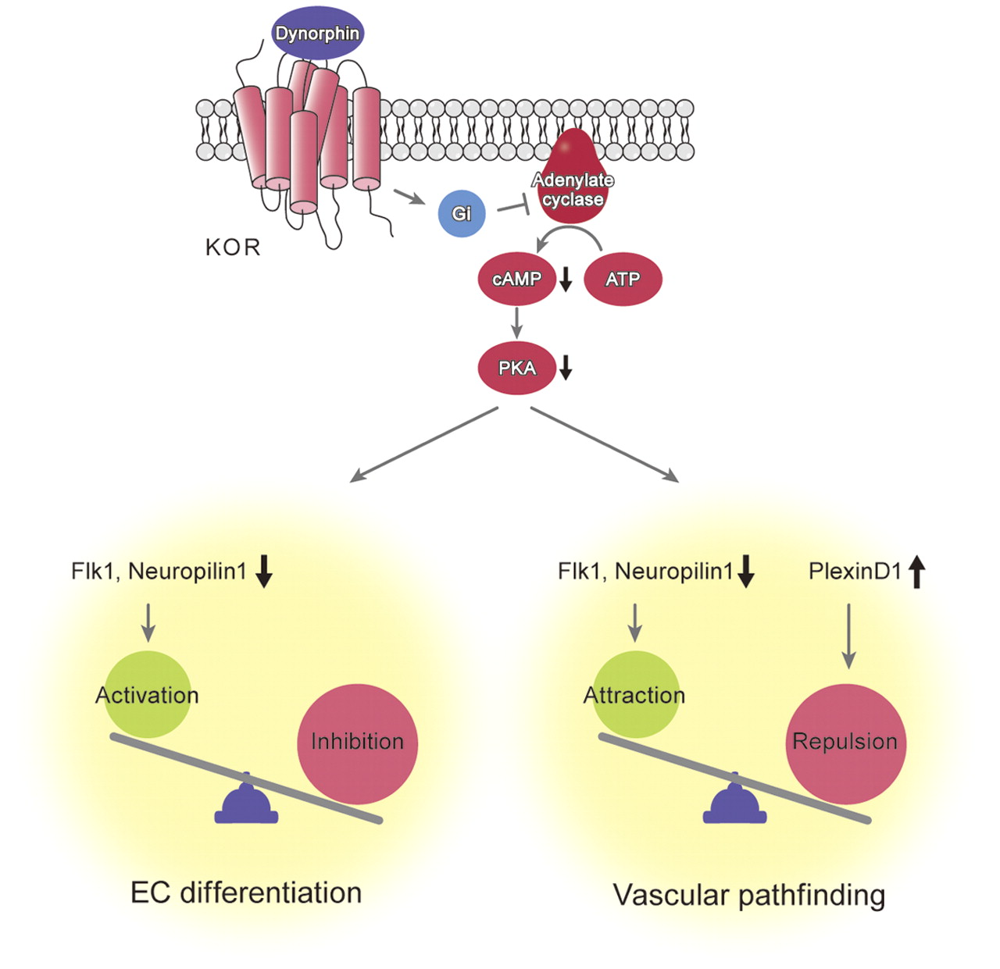 Dynorphin
Adenylate
cyclase
Gi
KOR
cAMP
ATP
PKA
Flk1, Neuropilin1
Activation
Inhibition
EC differentiation
Flk1, Neuropilin1
PlexinD1
Attraction
Repulsion
Vascular pathfinding